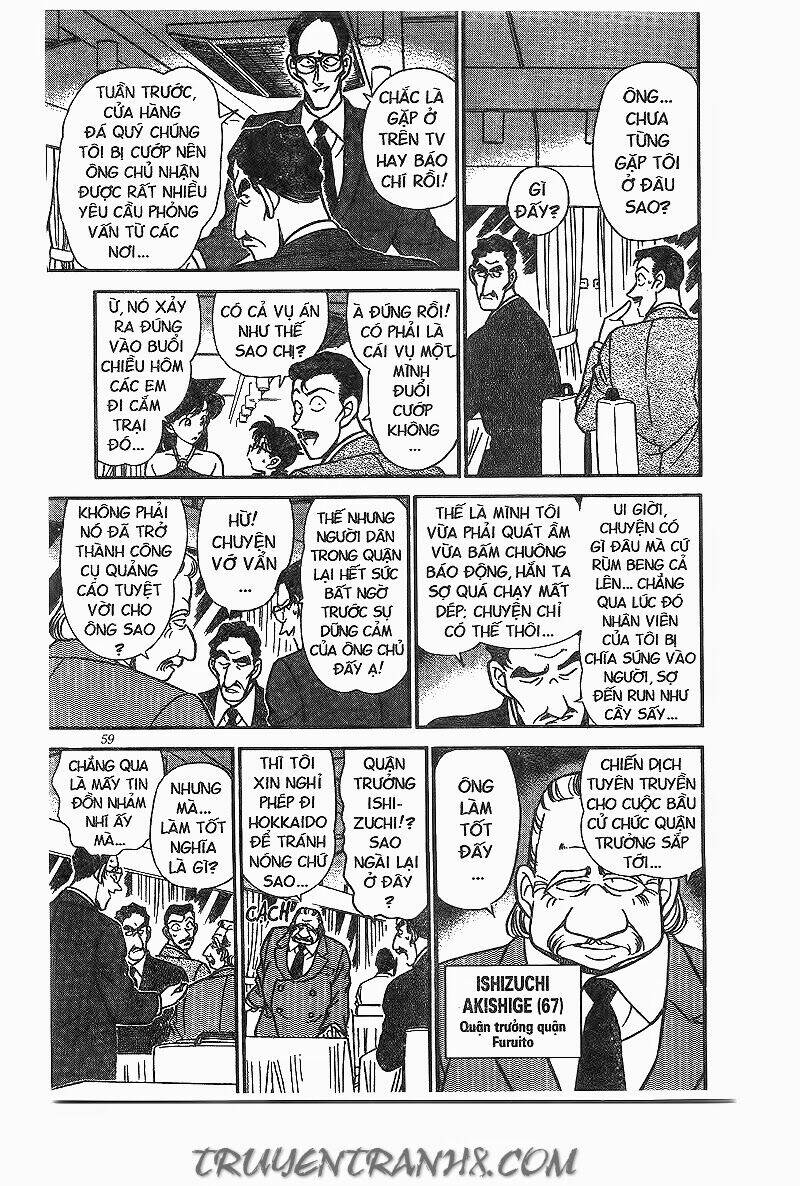 ÔNG...
CHƯA
TỪNG
GẶP TÔI
Ở ĐÂU
SAO?
GÌ
ĐẤY?
CHẮC LÀ
GẶP Ở
TRÊN TV
HAY BÁO
CHÍ RỒI!
TUẦN TRƯỚC,
CỬA HÀNG
ĐÁ QUÝ CHÚNG
TÔI BỊ CƯỚP NÊN
ÔNG CHỦ NHẬN
ĐƯỢC RẤT NHIỀU
YÊU CẦU PHỎNG
VẤN TỪ CÁC
NƠI...
À ĐÚNG RỒI!
CÓ PHẢI LÀ
CÁI VỤ MỘT
MÌNH
ĐUỔI
CƯỚP
KHÔNG
...
CÓ CẢ VỤ ÁN
NHƯ THẾ
SAO CHỊ?
Ừ, NÓ XẢY
RA ĐÚNG
VÀO BUỔI
CHIỀU HÔM
CÁC EM
ĐI CẮM
TRẠI
ĐÓ...
UI GIỜI,
CHUYỆN CÓ
GÌ ĐÂU MÀ CỨ
RÙM BENG CẢ
LÊN... CHẲNG
QUA LÚC ĐÓ
NHÂN VIÊN
CỦA TÔI BỊ
CHĨA SÚNG VÀO
NGƯỜI, SỢ
ĐẾN RUN NHƯ
CẦY SẤY...
THẾ LÀ MÌNH TÔI
VỪA PHẢI QUÁT ẦM
VỪA BẤM CHUÔNG
BÁO ĐỘNG, HẮN TA
SỢ QUÁ CHẠY MẤT
DÉP; CHUYỆN CHỈ
CÓ THẾ THÔI...
THẾ NHƯNG
NGƯỜI DÂN
TRONG QUẬN
LẠI HẾT SỨC
BẤT NGỜ
TRƯỚC SỰ
DŨNG CẢM
CỦA ÔNG CHỦ
ĐẤY Ạ!
HỪ!
CHUYỆN
VỚ VẨN
...
KHÔNG PHẢI
NÓ ĐÃ TRỞ
THÀNH CÔNG
CỤ QUẢNG
CÁO TUYỆT
VỜI CHO
ÔNG SAO
?
59
CHIẾN DỊCH
TUYÊN TRUYỀN
CHO CUỘC BẦU
CỬ CHỨC QUẬN
TRƯỞNG SẮP
TỚI...
ÔNG
LÀM
TỐT
ĐẤY
...
ISHIZUCHI
AKISHIGE (67)
Quận trưởng quận
Furuito
QUẬN
TRƯỞNG
ISHI-
ZUCHI!?
SAO
NGÀI LẠI
Ở ĐÂY
?
THÌ TÔI
XIN NGHỈ
PHÉP ĐI
HOKKAIDO
ĐỂ TRÁNH
NÓNG CHỨ
SAO...
CẠCH
NHƯNG
MÀ...
LÀM TỐT
NGHĨA
LÀ GÌ?
CHẲNG QUA
LÀ MẤY TIN
ĐỒN NHẢM
NHÍ ẤY
MÀ...
TRUYENTRANH8.COM